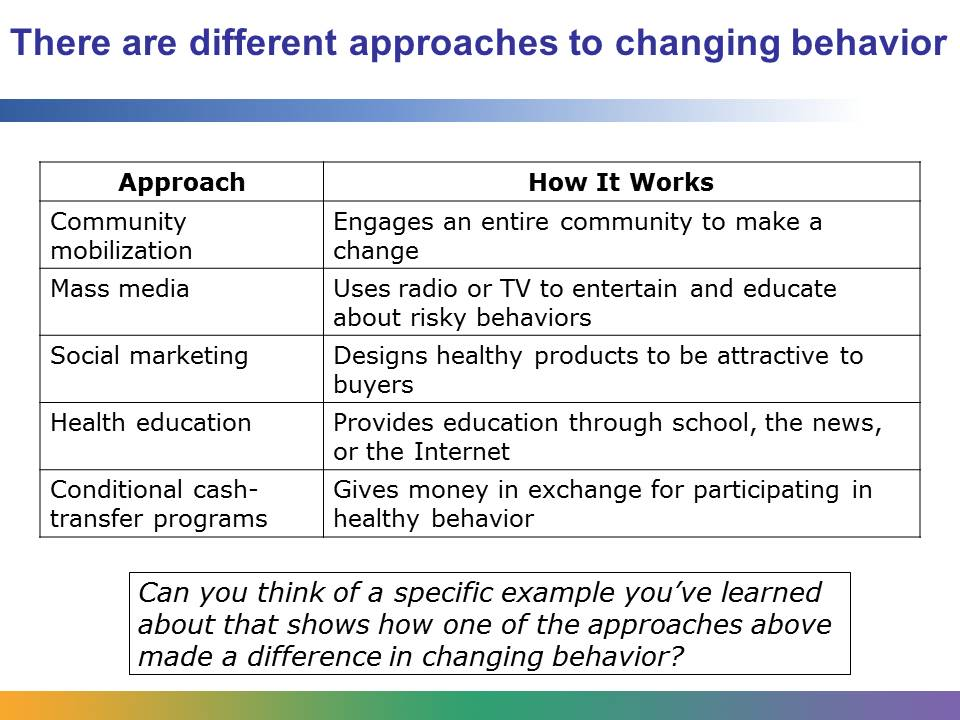 There are different approaches to changing behavior
Approach
How It Works
Community
mobilization
Engages an entire community to make a
change
Mass media
Uses radio or TV to entertain and educate
about risky behaviors
Social marketing
Designs healthy products to be attractive to
buyers
Health education
Provides education through school, the news,
or the Internet
Conditional cash-
transfer programs
Gives money in exchange for participating in
healthy behavior
Can you think of a specific example you’ve learned
about that shows how one of the approaches above
made a difference in changing behavior?